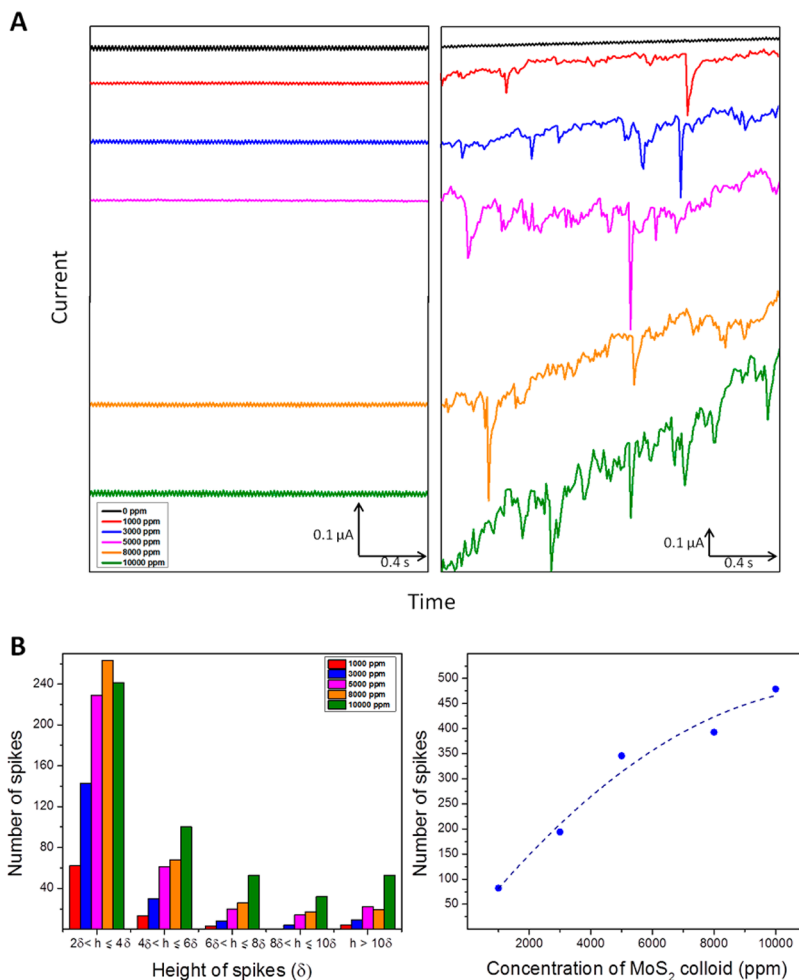 A
Current
0 ppm
1000 ppm
3000 ppm
5000 ppm
8000 ppm
10000 ppm
0.1 µA
0.4 s
0.1 µA
0.4 s
Time
B
Number of spikes
240
200
160
120
80
40
1000 ppm
3000 ppm
5000 ppm
8000 ppm
10000 ppm
2δ< h ≤ 4δ 4δ< h ≤ 6δ 6δ< h ≤ 8δ 8δ< h ≤ 10δ h > 10δ
Height of spikes (δ)
Number of spikes
500
450
400
350
300
250
200
150
100
50
2000 4000 6000 8000 10000
Concentration of MoS₂ colloid (ppm)